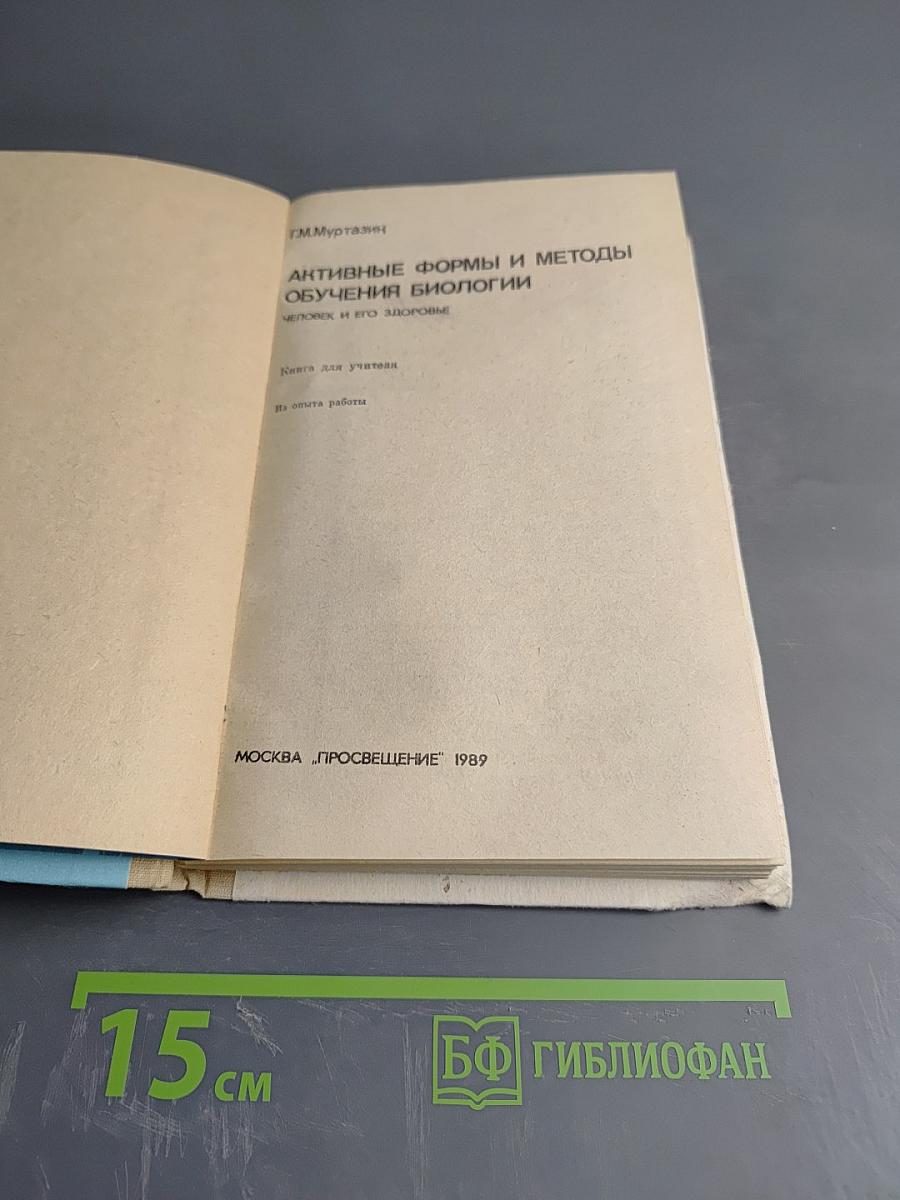 Г.М.Муртазин
АКТИВНЫЕ ФОРМЫ И МЕТОДЫ
ОБУЧЕНИЯ БИОЛОГИИ
ЧЕЛОВЕК И ЕГО ЗДОРОВЬЕ
Книга для учителя
Из опыта работы
МОСКВА „ПРОСВЕЩЕНИЕ" 1989
15 см
БФ ГИБЛИОФАН